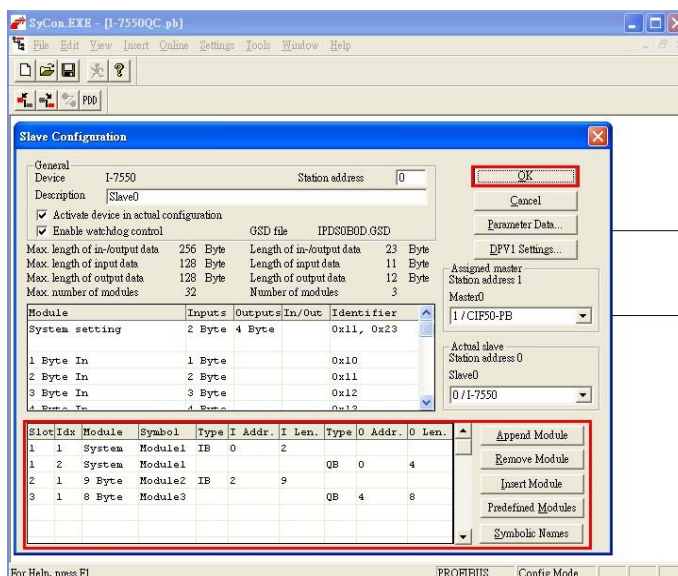 SyCon.EXE - [I-7550QC.pb]
File Edit View Insert Online Settings Tools Window Help
PDD
Slave Configuration
General
Device I-7550 Station address 0
Description Slave0
Activate device in actual configuration
Enable watchdog control GSD file IPDS0B0D.GSD
Max. length of in-/output data 256 Byte Length of in-/output data 23 Byte
Max. length of input data 128 Byte Length of input data 11 Byte
Max. length of output data 128 Byte Length of output data 12 Byte
Max. number of modules 32 Number of modules 3
OK
Cancel
Parameter Data...
DPV1 Settings...
Assigned master
Station address 1
Master0
1 / CIF50-PB
Actual slave
Station address 0
Slave0
0 / I-7550
Module Inputs Outputs In/Out Identifier
System setting 2 Byte 4 Byte 0x11, 0x23
1 Byte In 1 Byte 0x10
2 Byte In 2 Byte 0x11
3 Byte In 3 Byte 0x12
4 Byte In 4 Byte 0x13
Slot Idx Module Symbol Type I Addr. I Len. Type O Addr. O Len.
1 1 System Module1 IB 0 2
1 2 System Module1 QB 0 4
2 1 9 Byte Module2 IB 2 9
3 1 8 Byte Module3 QB 4 8
Append Module
Remove Module
Insert Module
Predefined Modules
Symbolic Names
For Help, press F1 PROFIBUS Config Mode